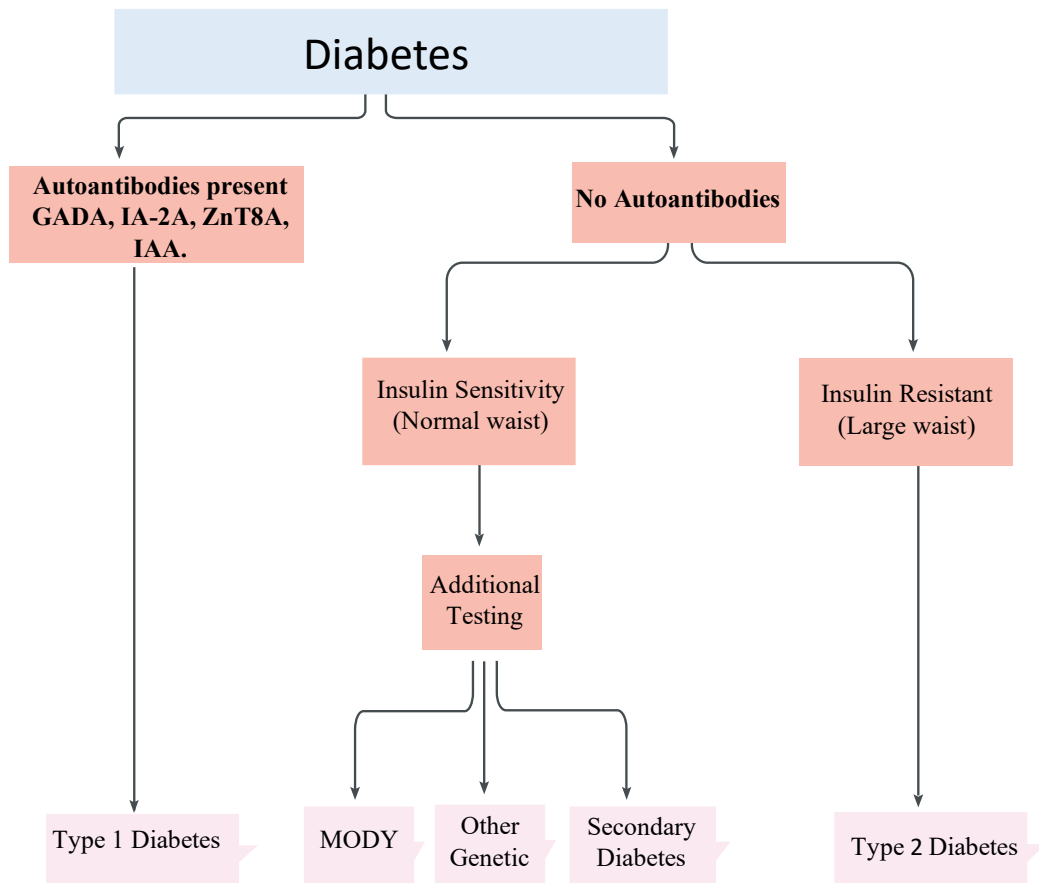 Diabetes
Autoantibodies present
GADA, IA-2A, ZnT8A,
IAA.
No Autoantibodies
Insulin Sensitivity
(Normal waist)
Insulin Resistant
(Large waist)
Additional
Testing
Type 1 Diabetes
MODY
Other
Genetic
Secondary
Diabetes
Type 2 Diabetes